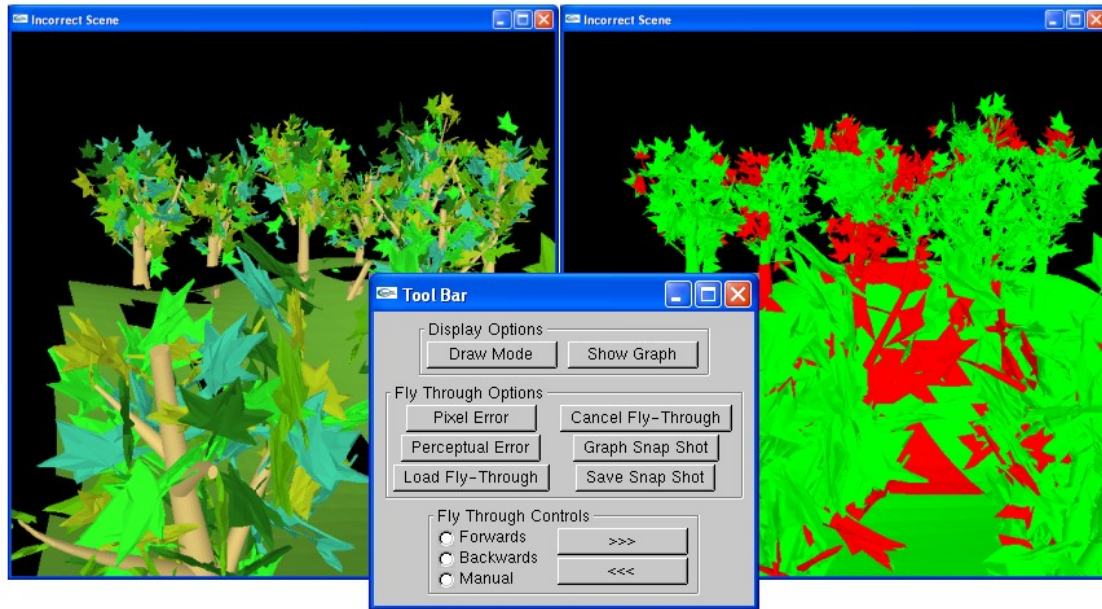 Incorrect Scene
Incorrect Scene
Tool Bar
Display Options
Draw Mode
Show Graph
Fly Through Options
Pixel Error
Cancel Fly-Through
Perceptual Error
Graph Snap Shot
Load Fly-Through
Save Snap Shot
Fly Through Controls
Forwards
>>>
Backwards
<<<
Manual